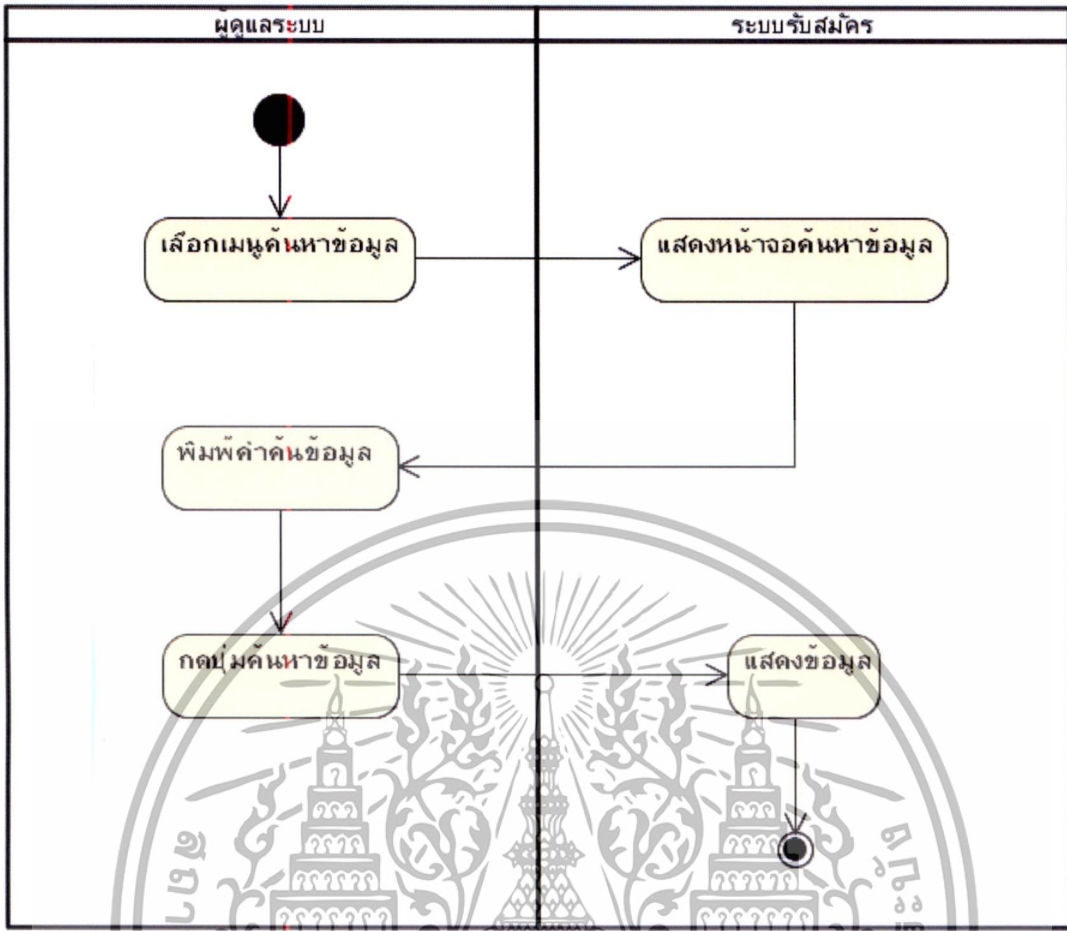 ผู้ดูแลระบบ
ระบบรับสมัคร
เลือกเมนูค้นหาข้อมูล
แสดงหน้าจอค้นหาข้อมูล
พิมพ์คำค้นข้อมูล
กดปุ่มค้นหาข้อมูล
แสดงข้อมูล